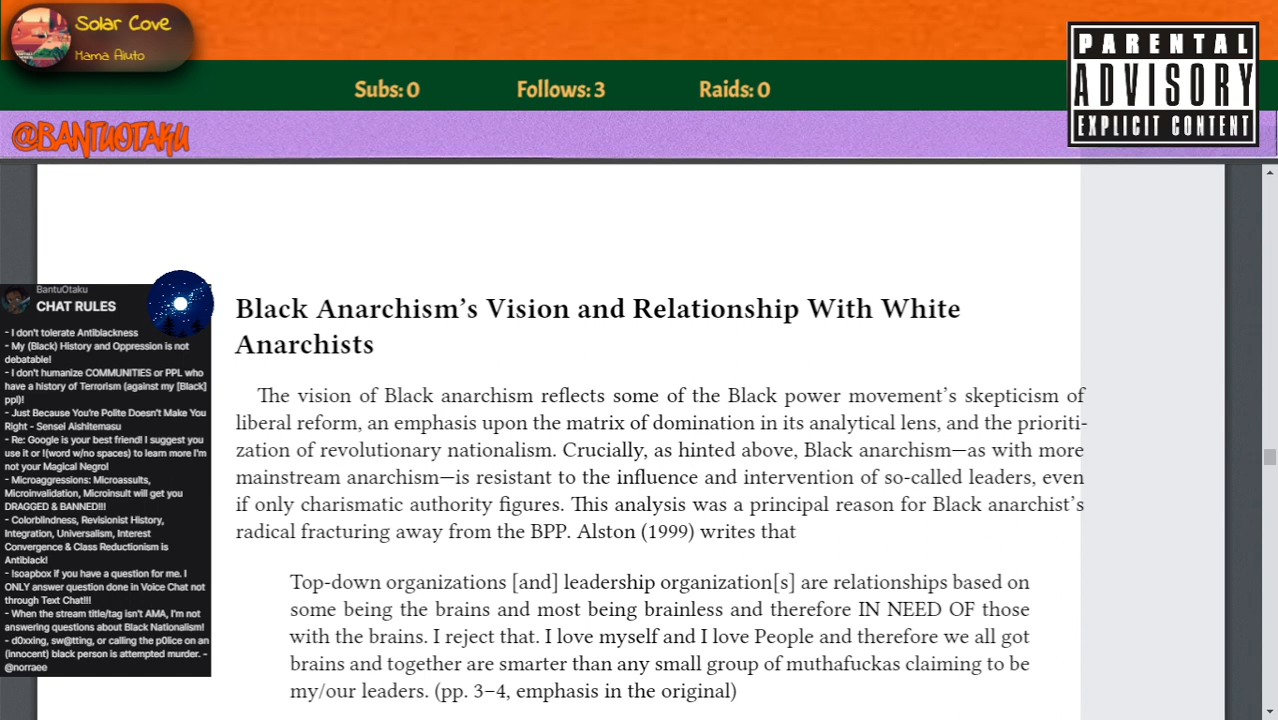 Solar Cove
Mama Aiuto
PARENTAL
ADVISORY
EXPLICIT CONTENT
Subs: 0
Follows: 3
Raids: 0
@BANTUOTAKU
BantuOtaku
CHAT RULES
- I don't tolerate Antiblackness
- My (Black) History and Oppression is not
debatable!
- I don't humanize COMMUNITIES or PPL who
have a history of Terrorism (against my [Black]
ppl)!
- Just Because You're Polite Doesn't Make You
Right - Sensei Aishitemasu
- Re: Google is your best friend! I suggest you
use it or !(word w/no spaces) to learn more I'm
not your Magical Negro!
- Microaggressions: Microassults,
Microinvalidation, Microinsult will get you
DRAGGED & BANNED!!!
- Colorblindness, Revisionist History,
Integration, Universalism, Interest
Convergence & Class Reductionism is
Antiblack!
- !soapbox if you have a question for me. I
ONLY answer question done in Voice Chat not
through Text Chat!!!
- When the stream title/tag isn't AMA, I'm not
answering questions about Black Nationalism!
- d0xxing, sw@tting, or calling the p0lice on an
(innocent) black person is attempted murder. -
@norraee
Black Anarchism's Vision and Relationship With White
Anarchists
The vision of Black anarchism reflects some of the Black power movement's skepticism of
liberal reform, an emphasis upon the matrix of domination in its analytical lens, and the prioriti-
zation of revolutionary nationalism. Crucially, as hinted above, Black anarchism—as with more
mainstream anarchism—is resistant to the influence and intervention of so-called leaders, even
if only charismatic authority figures. This analysis was a principal reason for Black anarchist's
radical fracturing away from the BPP. Alston (1999) writes that
Top-down organizations [and] leadership organization[s] are relationships based on
some being the brains and most being brainless and therefore IN NEED OF those
with the brains. I reject that. I love myself and I love People and therefore we all got
brains and together are smarter than any small group of muthafuckas claiming to be
my/our leaders. (pp. 3–4, emphasis in the original)